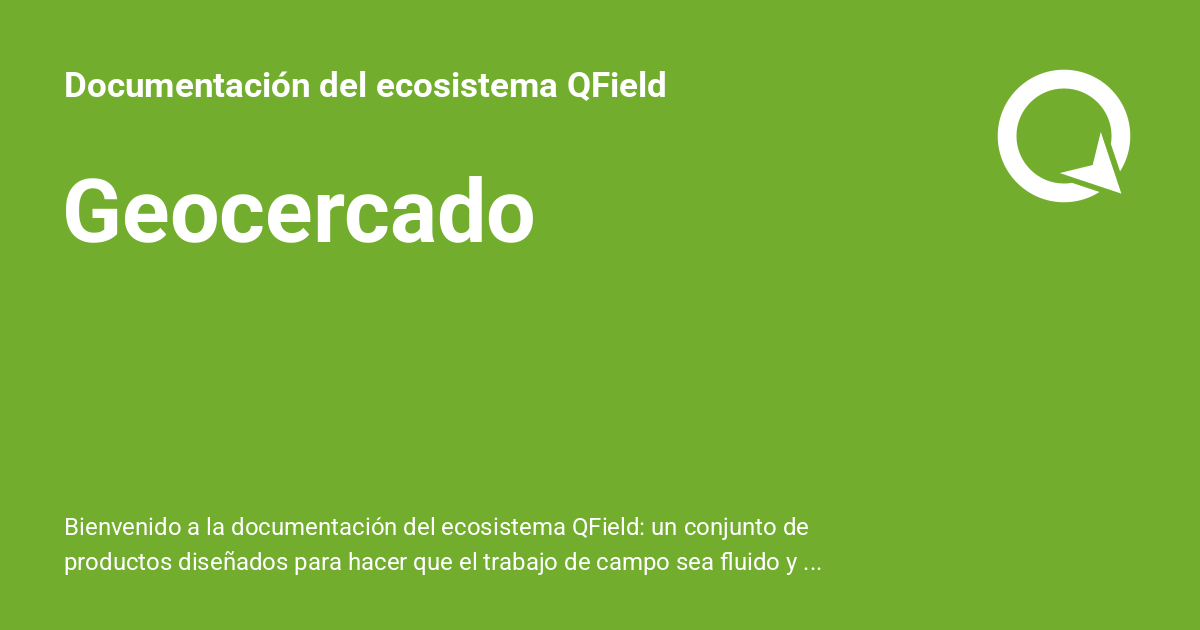 Documentación del ecosistema QField
Geocercado
Bienvenido a la documentación del ecosistema QField: un conjunto de
productos diseñados para hacer que el trabajo de campo sea fluido y ...